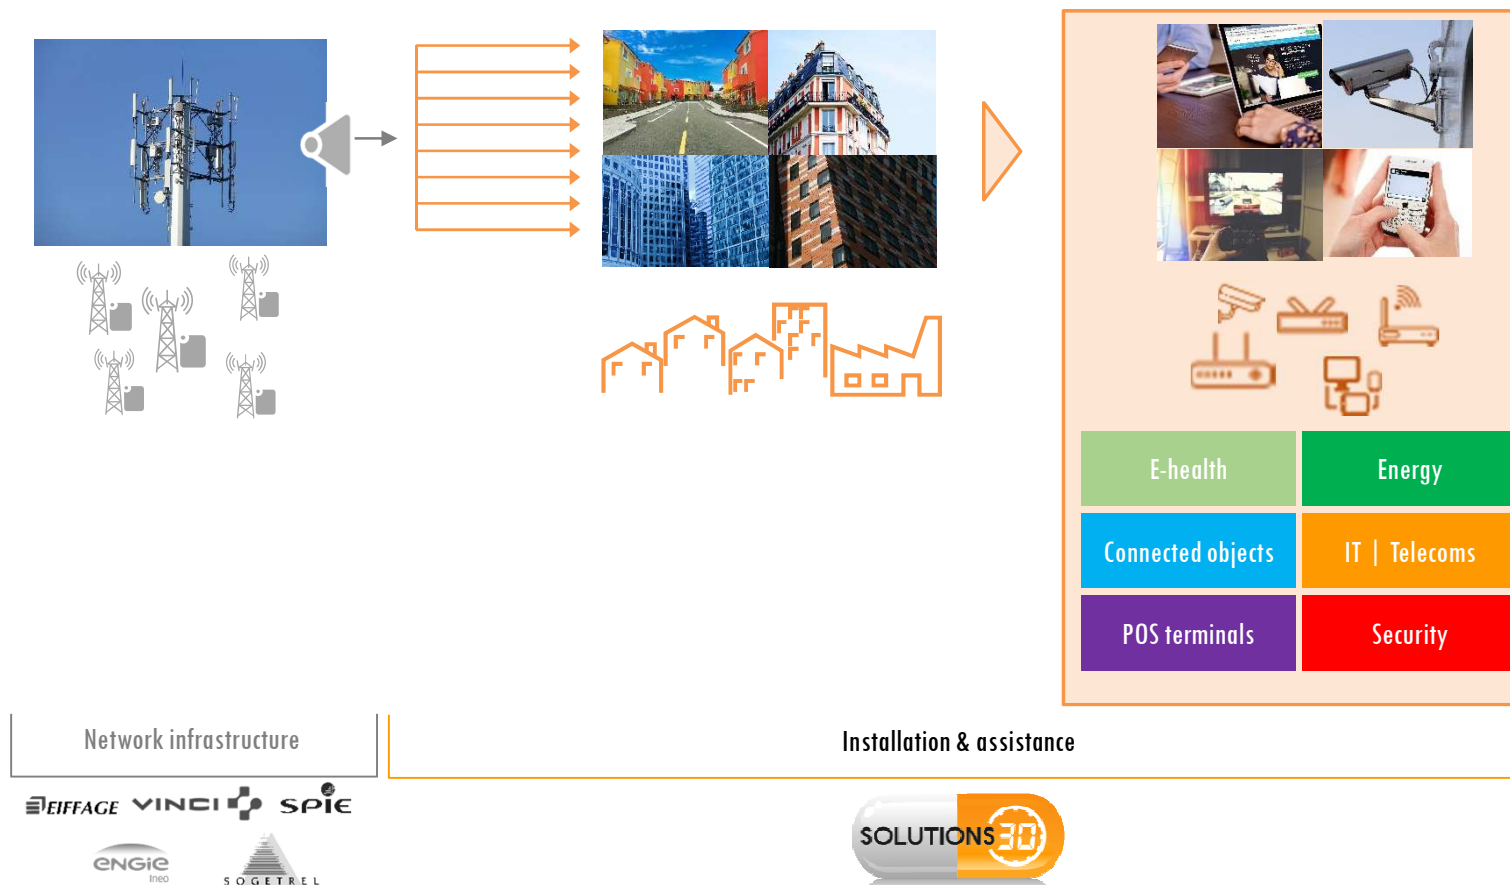 E-health
Energy
Connected objects
IT | Telecoms
POS terminals
Security
Network infrastructure
Installation & assistance
EIFFAGE
VINCI
SPIE
ENGIE
Ineo
SOGETREL
SOLUTIONS 30